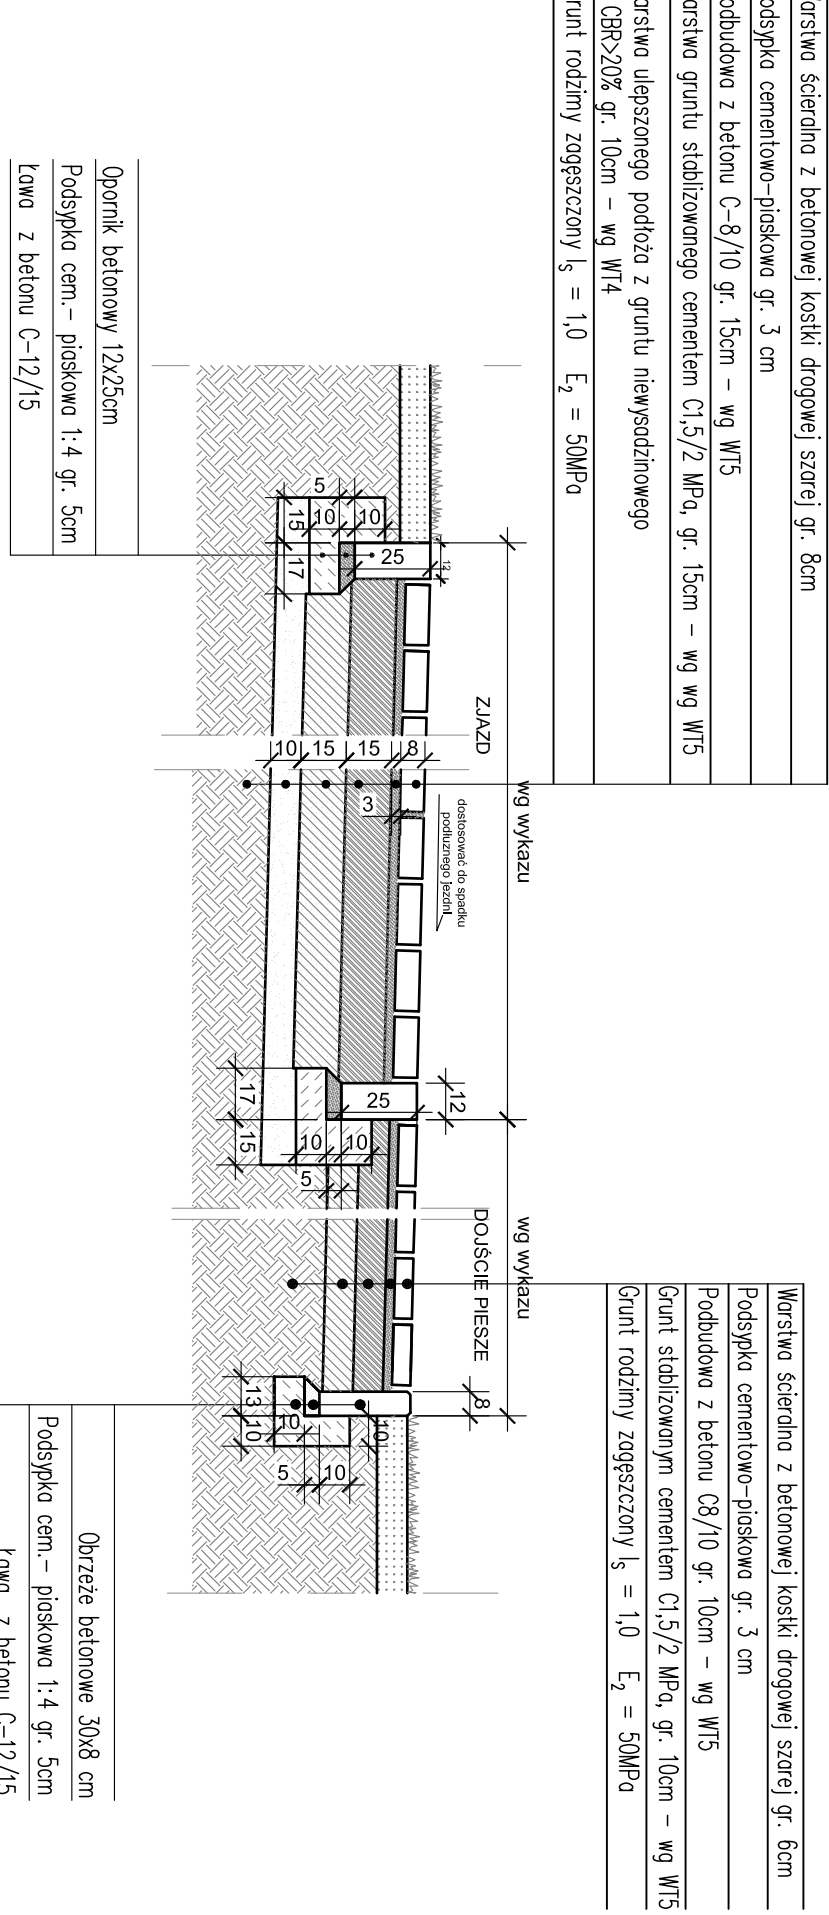 arstwa ścieralna z betonowej kostki drogowej szarej gr. 8cm
odsypka cementowo-piaskowa gr. 3 cm
odbudowa z betonu C-8/10 gr. 15cm - wg WT5
arstwa gruntu stablizowanego cementem C1,5/2 MPa, gr. 15cm - wg wg WT5
arstwa ulepszonego podłoża z gruntu niewysadzinowego
CBR>20% gr. 10cm - wg WT4
runt rodzimy zagęszczony Is = 1,0 E2 = 50MPa
Warstwa ścieralna z betonowej kostki drogowej szarej gr. 6cm
Podsypka cementowo-piaskowa gr. 3 cm
Podbudowa z betonu C8/10 gr. 10cm - wg WT5
Grunt stablizowanym cementem C1,5/2 MPa, gr. 10cm - wg WT5
Grunt rodzimy zagęszczony Is = 1,0 E2 = 50MPa
wg wykazu
wg wykazu
ZJAZD
DOJŚCIE PIESZE
dostosować do spadku
podłużnego jezdni
12
25
10
10
5
15
17
8
3
15
15
10
12
25
10
10
5
17
15
8
10
10
13
10
10
5
Opornik betonowy 12x25cm
Podsypka cem.- piaskowa 1:4 gr. 5cm
Ława z betonu C-12/15
Obrzeże betonowe 30x8 cm
Podsypka cem.- piaskowa 1:4 gr. 5cm
Ława z betonu C-12/15